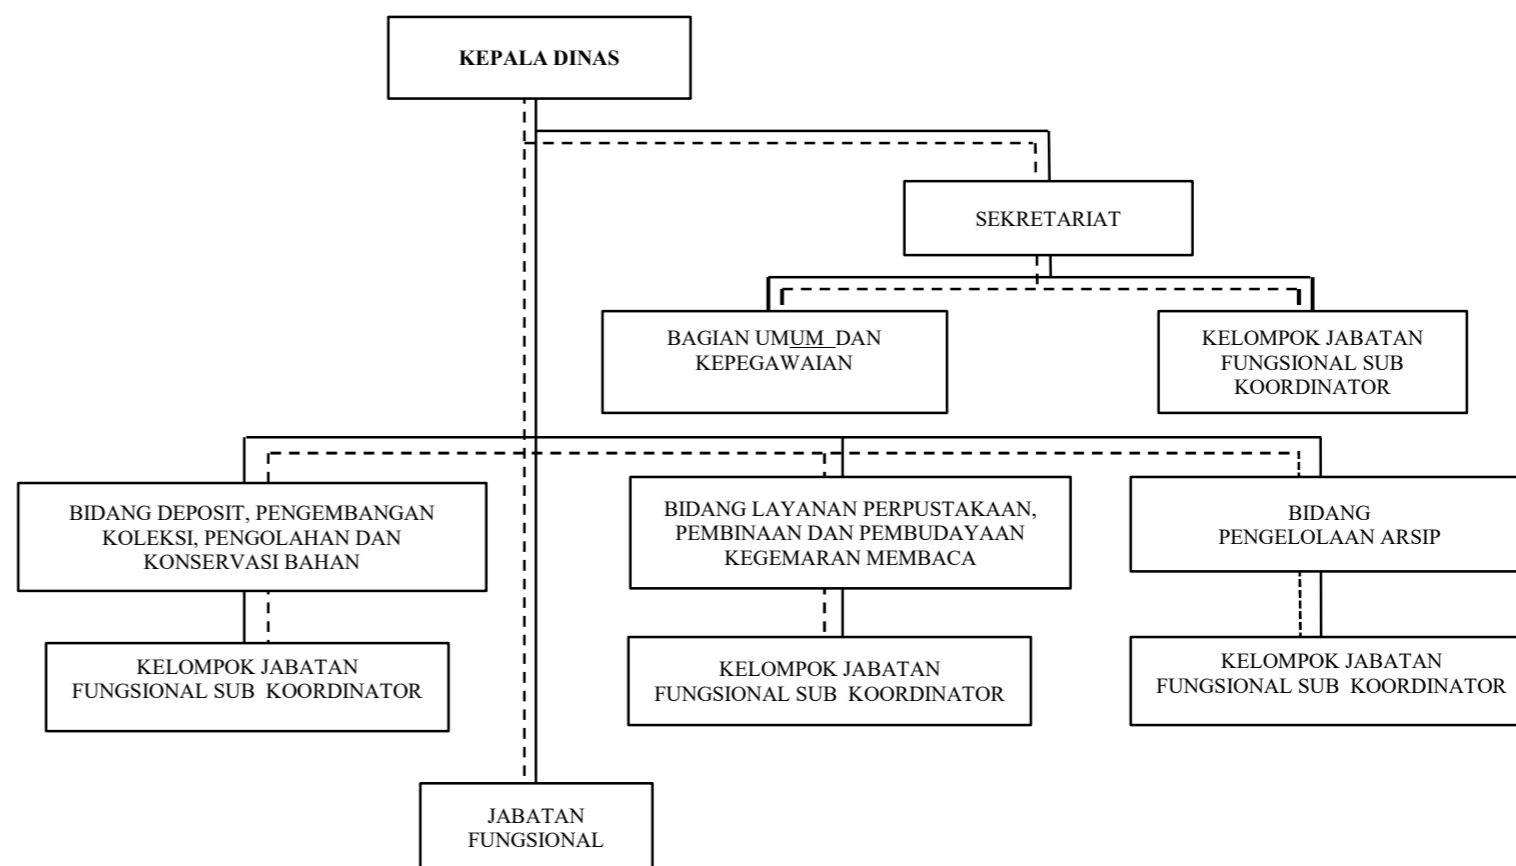 KEPALA DINAS
SEKRETARIAT
BAGIAN UMUM DAN
KEPEGAWAIAN
KELOMPOK JABATAN
FUNGSIONAL SUB
KOORDINATOR
BIDANG DEPOSIT, PENGEMBANGAN
KOLEKSI, PENGOLAHAN DAN
KONSERVASI BAHAN
BIDANG LAYANAN PERPUSTAKAAN,
PEMBINAAN DAN PEMBUDAYAAN
KEGEMARAN MEMBACA
BIDANG
PENGELOLAAN ARSIP
KELOMPOK JABATAN
FUNGSIONAL SUB KOORDINATOR
KELOMPOK JABATAN
FUNGSIONAL SUB KOORDINATOR
KELOMPOK JABATAN
FUNGSIONAL SUB KOORDINATOR
JABATAN
FUNGSIONAL